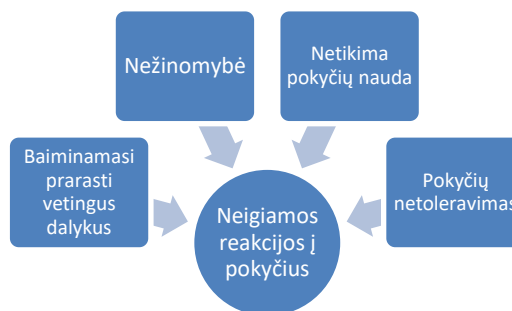 Nežinomybė
Netikima
pokyčių nauda
Baiminamasi
prarasti
vetingus
dalykus
Pokyčių
netoleravimas
Neigiamos
reakcijos į
pokyčius